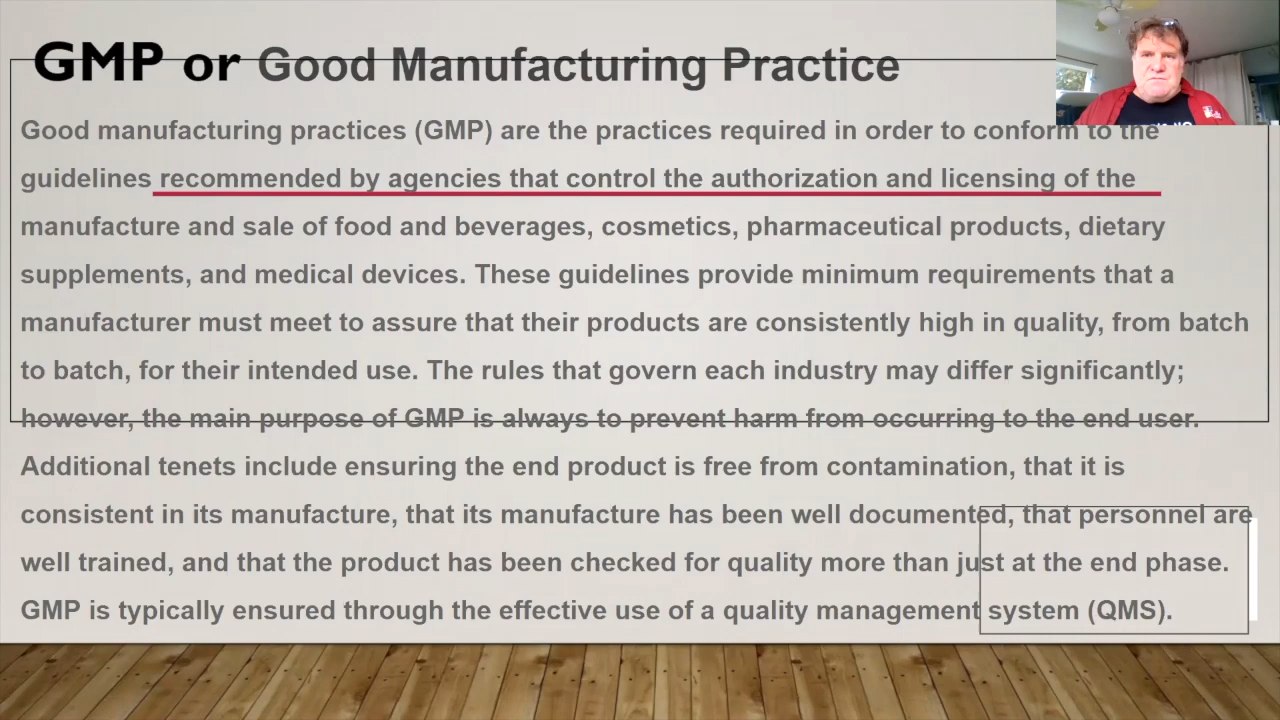 GMP or Good Manufacturing Practice
Good manufacturing practices (GMP) are the practices required in order to conform to the
guidelines recommended by agencies that control the authorization and licensing of the
manufacture and sale of food and beverages, cosmetics, pharmaceutical products, dietary
supplements, and medical devices. These guidelines provide minimum requirements that a
manufacturer must meet to assure that their products are consistently high in quality, from batch
to batch, for their intended use. The rules that govern each industry may differ significantly;
however, the main purpose of GMP is always to prevent harm from occurring to the end user.
Additional tenets include ensuring the end product is free from contamination, that it is
consistent in its manufacture, that its manufacture has been well documented, that personnel are
well trained, and that the product has been checked for quality more than just at the end phase.
GMP is typically ensured through the effective use of a quality management system (QMS).